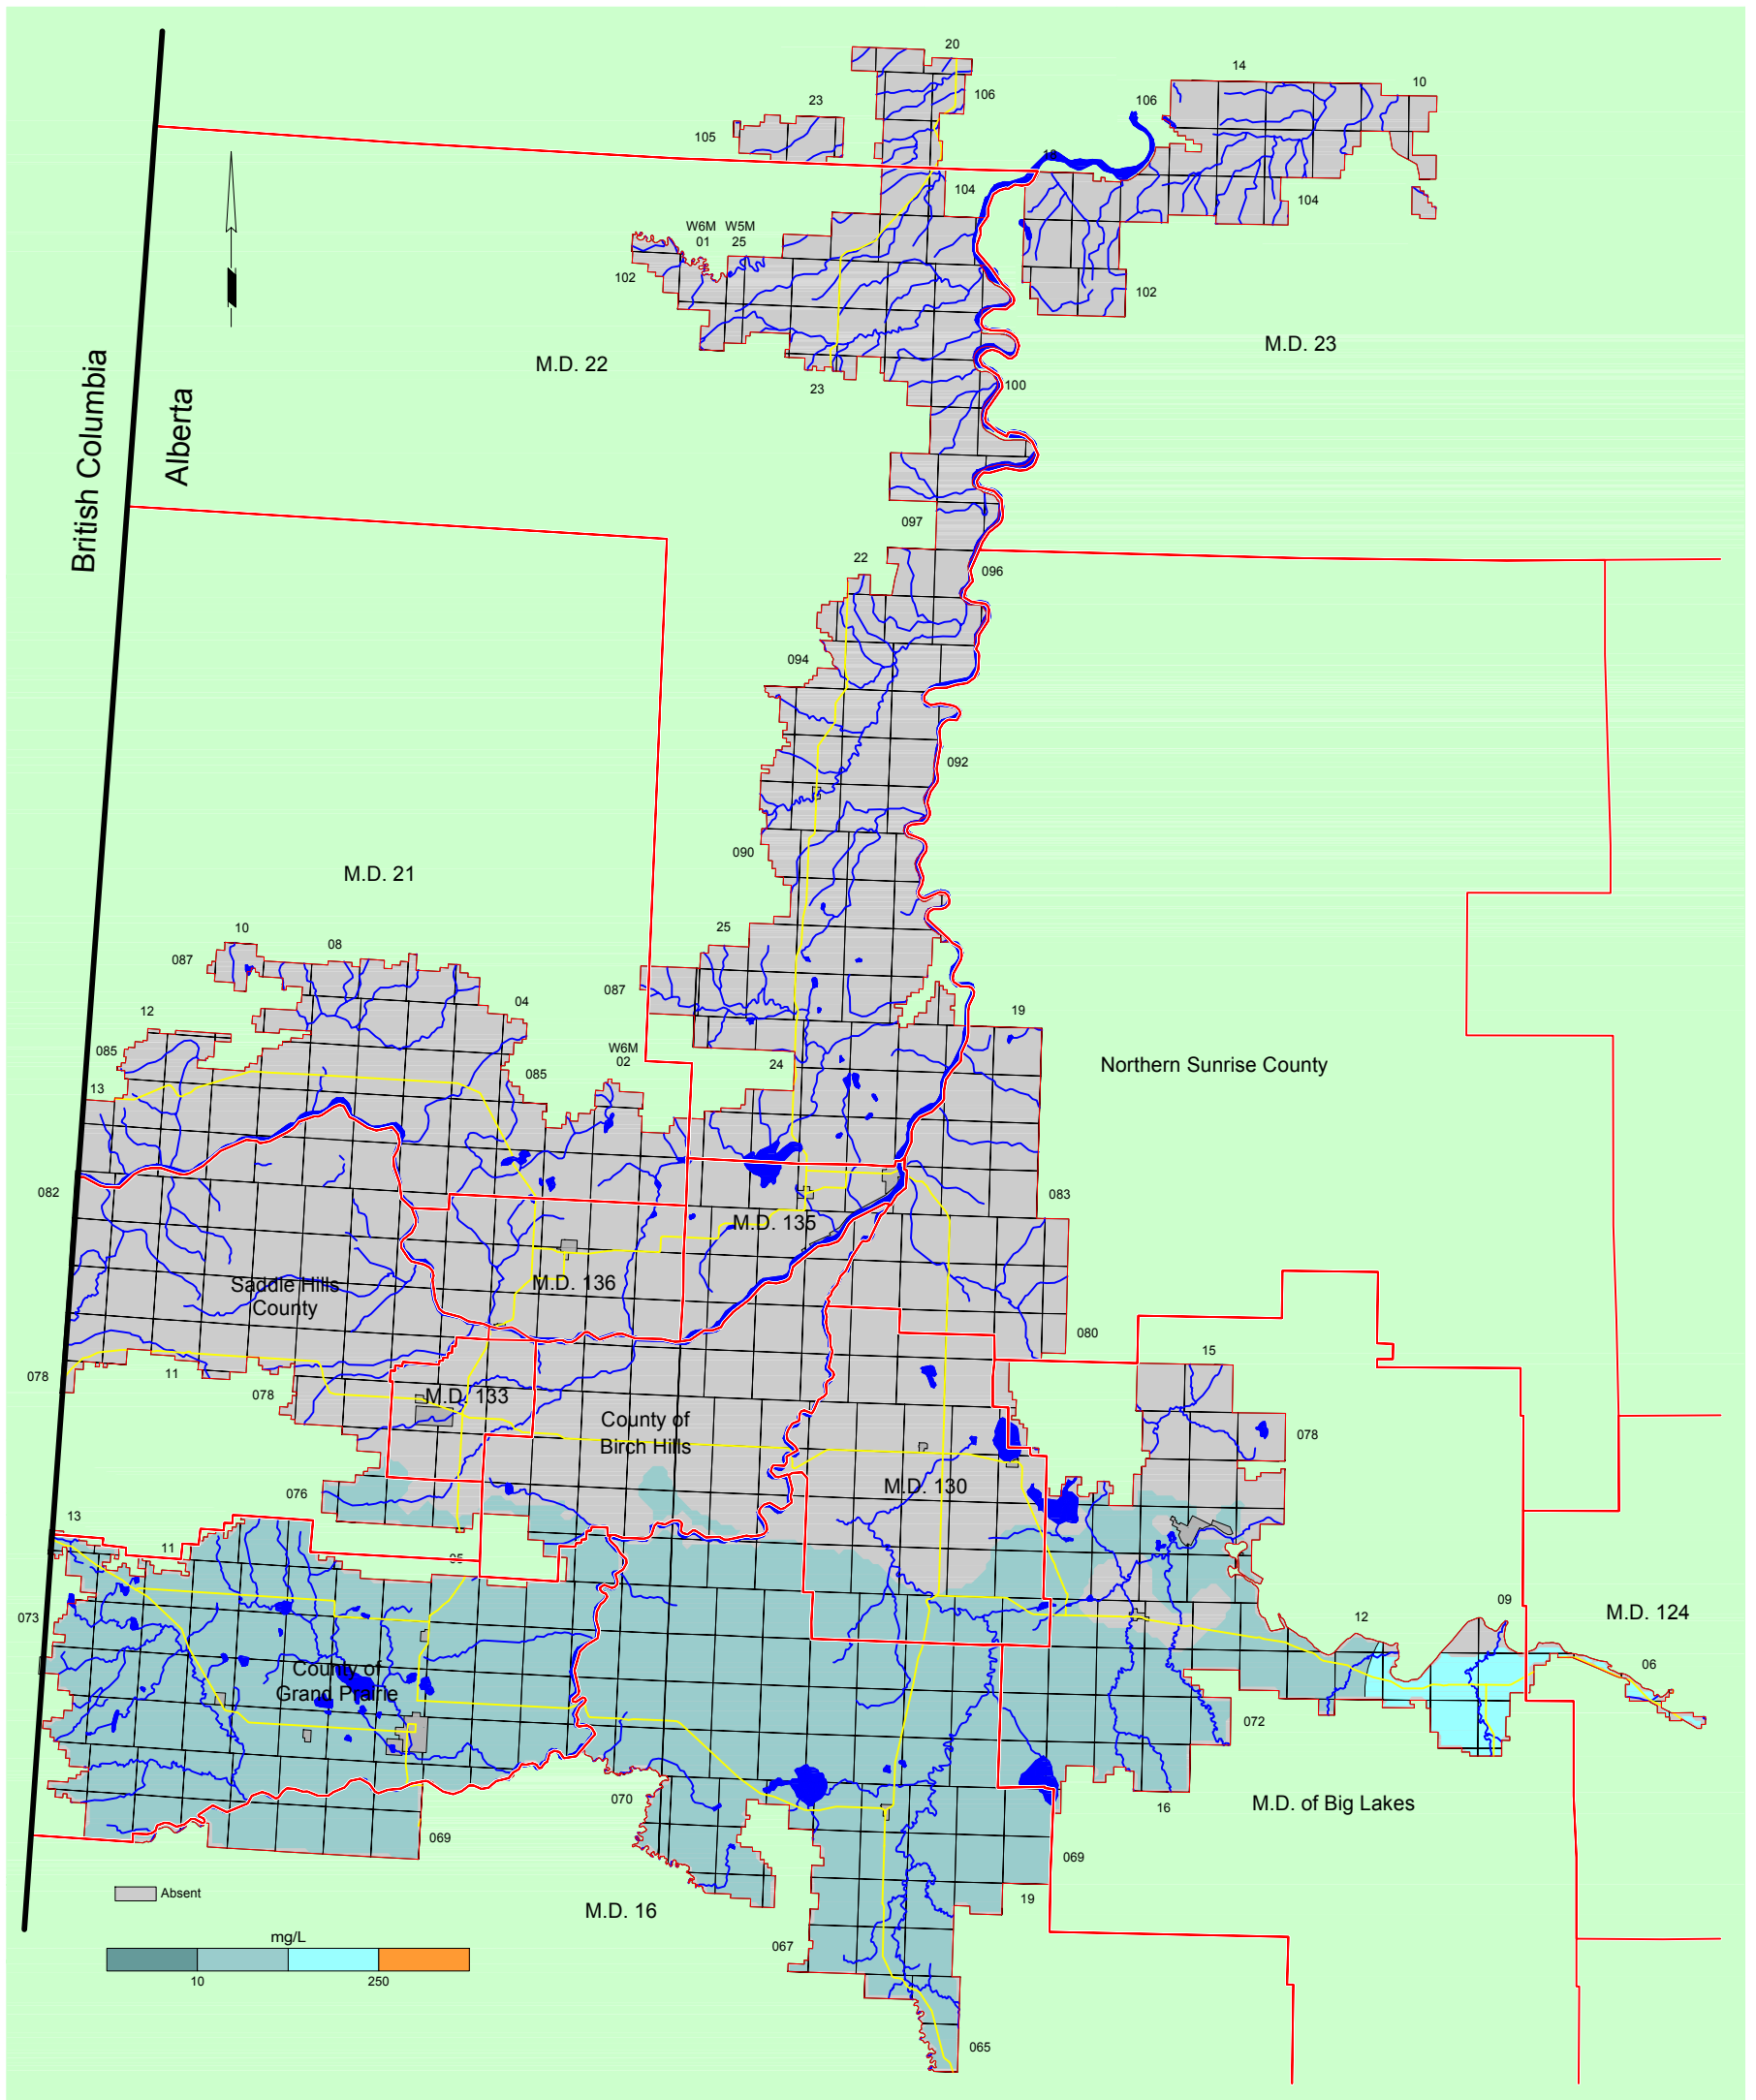 20
14
10
23
106
106
105
18
104
104
W6M W5M
01 25
102
102
M.D. 23
M.D. 22
23
100
British Columbia
Alberta
097
22
096
094
092
090
M.D. 21
10
08
25
087
087
04
12
19
085
W6M
02
24
Northern Sunrise County
13
085
082
083
M.D. 135
Saddle Hills
County
M.D. 136
080
078
11
15
078
M.D. 133
County of
Birch Hills
078
076
M.D. 130
13
11
05
073
12
09
M.D. 124
County of
Grand Prairie
06
072
070
16
M.D. of Big Lakes
069
069
Absent
19
M.D. 16
mg/L
067
10
250
065